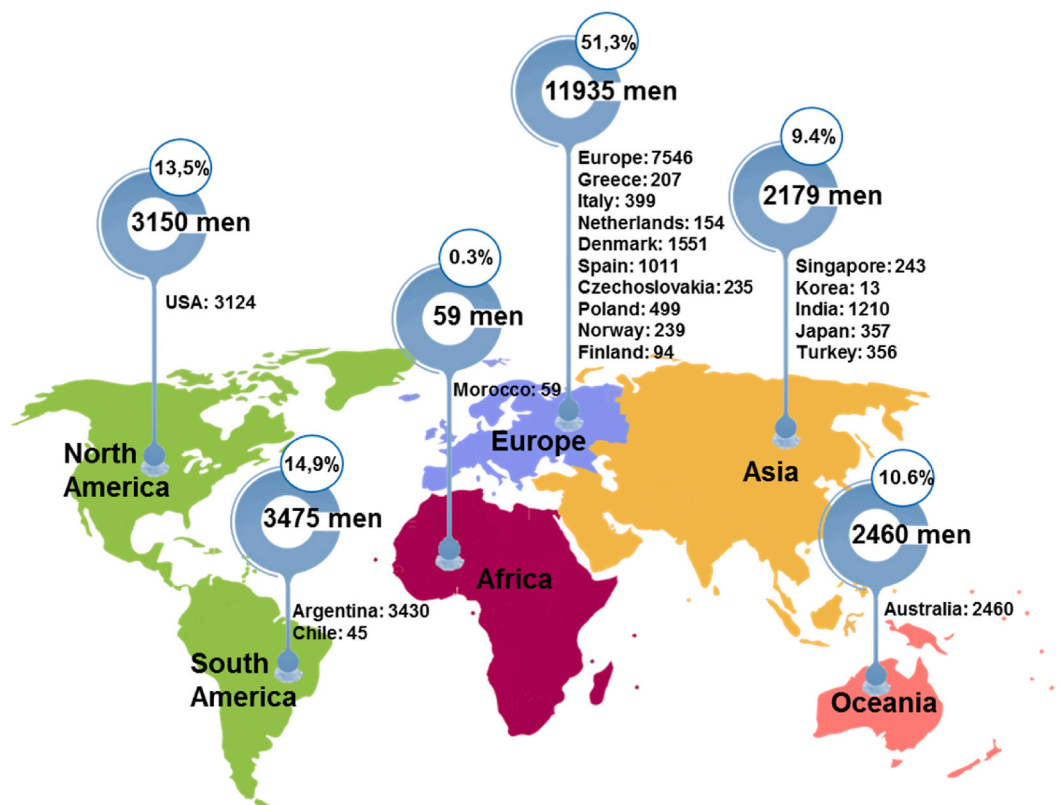 51,3%
11935 men
Europe: 7546
Greece: 207
Italy: 399
Netherlands: 154
Denmark: 1551
Spain: 1011
Czechoslovakia: 235
Poland: 499
Norway: 239
Finland: 94
9.4%
2179 men
Singapore: 243
Korea: 13
India: 1210
Japan: 357
Turkey: 356
13,5%
3150 men
USA: 3124
0.3%
59 men
Morocco: 59
Europe
North
America
14,9%
3475 men
Argentina: 3430
Chile: 45
South
America
Africa
Asia
10.6%
2460 men
Australia: 2460
Oceania